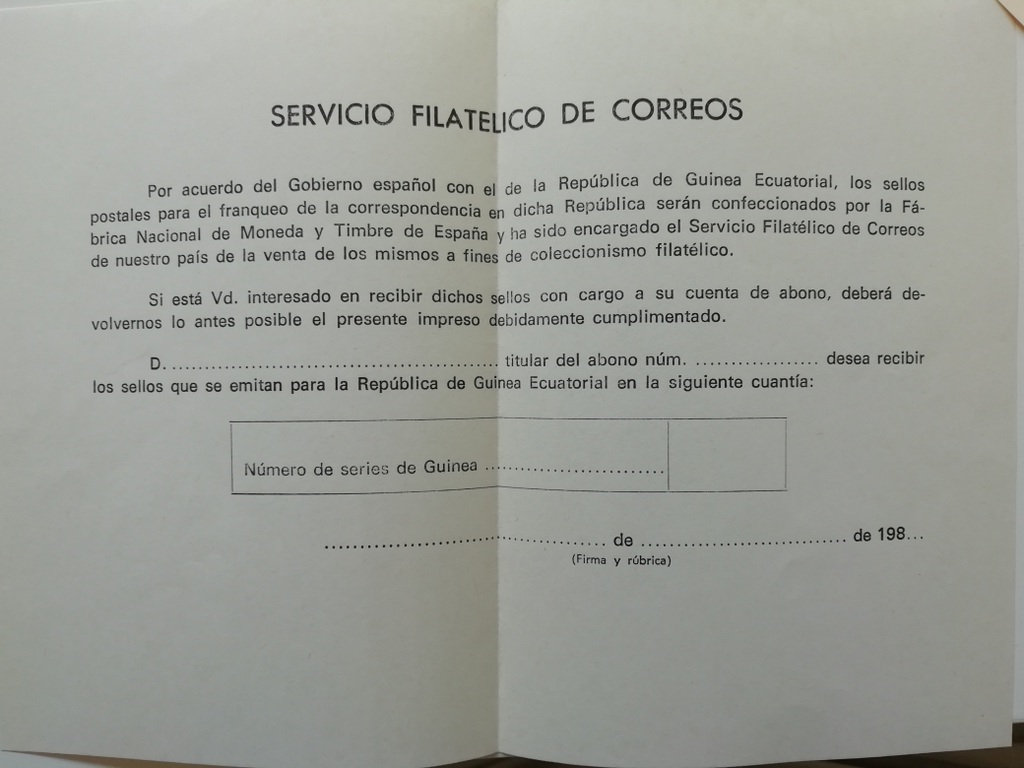 SERVICIO FILATELICO DE CORREOS
Por acuerdo del Gobierno español con el de la República de Guinea Ecuatorial, los sellos
postales para el franqueo de la correspondencia en dicha República serán confeccionados por la Fá-
brica Nacional de Moneda y Timbre de España y ha sido encargado el Servicio Filatélico de Correos
de nuestro país de la venta de los mismos a fines de coleccionismo filatélico.
Si está Vd. interesado en recibir dichos sellos con cargo a su cuenta de abono, deberá de-
volvernos lo antes posible el presente impreso debidamente cumplimentado.
D. ........................................................ titular del abono núm. ................... desea recibir
los sellos que se emitan para la República de Guinea Ecuatorial en la siguiente cuantía:
Número de series de Guinea ............................
................................................ de ................................... de 198...
(Firma y rúbrica)